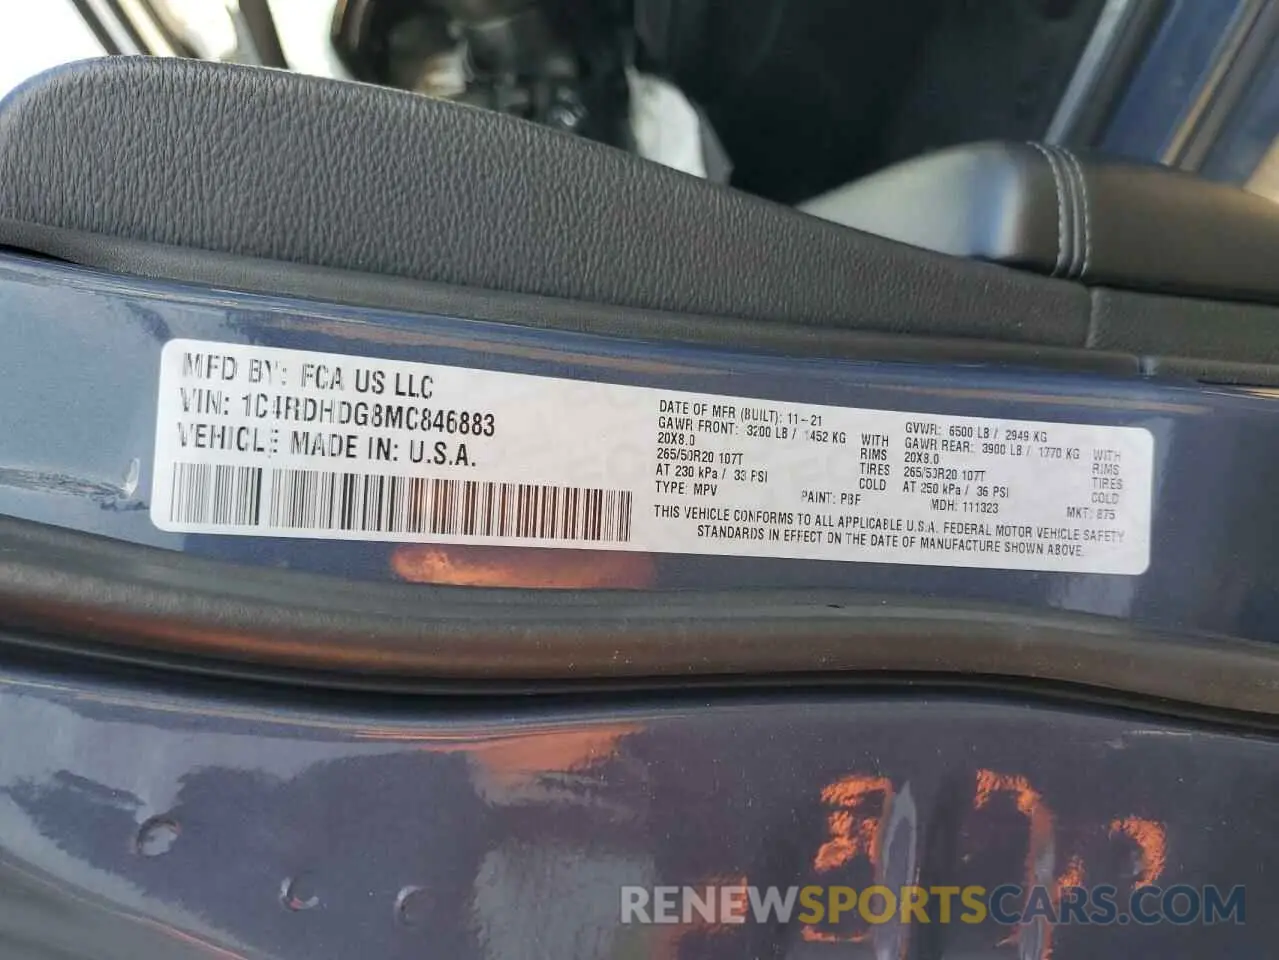 MFD BY: FCA US LLC
VIN: 1C4RDHDG8MC846883
VEHICLE MADE IN: U.S.A.
DATE OF MFR (BUILT): 11-21
GAWR FRONT: 3200 LB / 1452 KG WITH
20X8.0 RIMS
265/50R20 107T TIRES
AT 230 kPa / 33 PSI COLD
TYPE: MPV
GVWR: 6500 LB / 2949 KG
GAWR REAR: 3900 LB / 1770 KG WITH
20X8.0 RIMS
265/50R20 107T TIRES
AT 250 kPa / 36 PSI COLD
PAINT: PBF MDH: 111323 MKT: 875
THIS VEHICLE CONFORMS TO ALL APPLICABLE U.S.A. FEDERAL MOTOR VEHICLE SAFETY
STANDARDS IN EFFECT ON THE DATE OF MANUFACTURE SHOWN ABOVE.
RENEWSPORTSCARS.COM